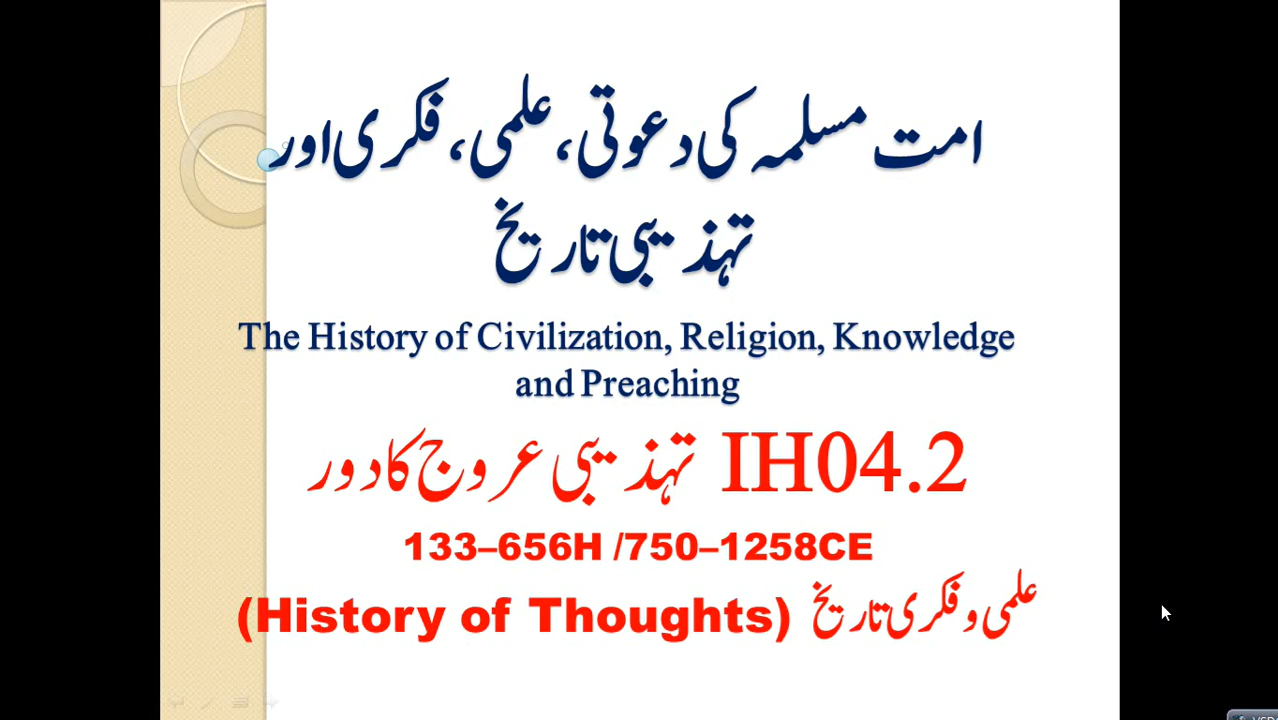 امت مسلمہ کی دعوتی، علمی، فکری اور
تہذیبی تاریخ
The History of Civilization, Religion, Knowledge
and Preaching
IH04.2 تہذیبی عروج کا دور
133–656H /750–1258CE
علمی و فکری تاریخ (History of Thoughts)